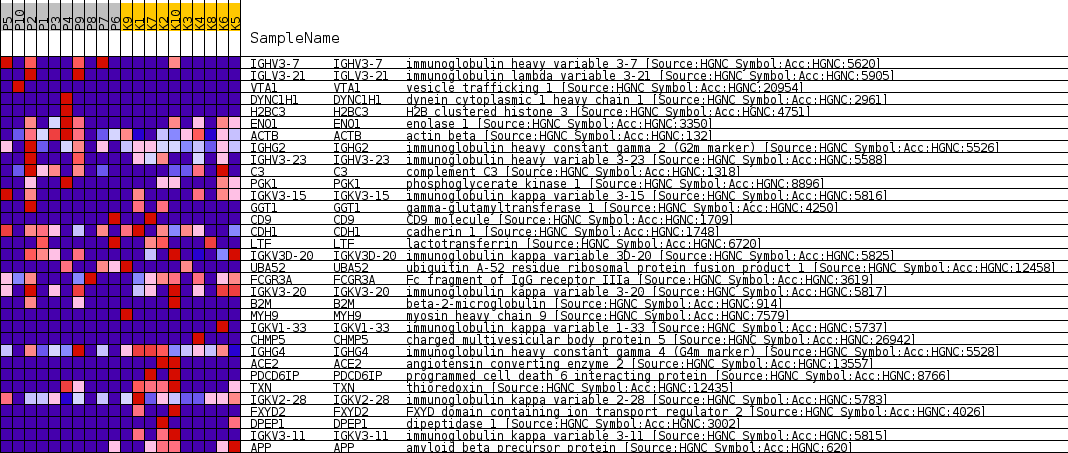 P5 P10 P2 P1 P3 P4 P9 P8 P7 P6 K9 K1 K7 K2 K10 K3 K4 K8 K6 K5
SampleName
IGHV3-7 IGHV3-7 immunoglobulin heavy variable 3-7 [Source:HGNC Symbol;Acc:HGNC:5620]
IGLV3-21 IGLV3-21 immunoglobulin lambda variable 3-21 [Source:HGNC Symbol;Acc:HGNC:5905]
VTA1 VTA1 vesicle trafficking 1 [Source:HGNC Symbol;Acc:HGNC:20954]
DYNC1H1 DYNC1H1 dynein cytoplasmic 1 heavy chain 1 [Source:HGNC Symbol;Acc:HGNC:2961]
H2BC3 H2BC3 H2B clustered histone 3 [Source:HGNC Symbol;Acc:HGNC:4751]
ENO1 ENO1 enolase 1 [Source:HGNC Symbol;Acc:HGNC:3350]
ACTB ACTB actin beta [Source:HGNC Symbol;Acc:HGNC:132]
IGHG2 IGHG2 immunoglobulin heavy constant gamma 2 (G2m marker) [Source:HGNC Symbol;Acc:HGNC:5526]
IGHV3-23 IGHV3-23 immunoglobulin heavy variable 3-23 [Source:HGNC Symbol;Acc:HGNC:5588]
C3 C3 complement C3 [Source:HGNC Symbol;Acc:HGNC:1318]
PGK1 PGK1 phosphoglycerate kinase 1 [Source:HGNC Symbol;Acc:HGNC:8896]
IGKV3-15 IGKV3-15 immunoglobulin kappa variable 3-15 [Source:HGNC Symbol;Acc:HGNC:5816]
GGT1 GGT1 gamma-glutamyltransferase 1 [Source:HGNC Symbol;Acc:HGNC:4250]
CD9 CD9 CD9 molecule [Source:HGNC Symbol;Acc:HGNC:1709]
CDH1 CDH1 cadherin 1 [Source:HGNC Symbol;Acc:HGNC:1748]
LTF LTF lactotransferrin [Source:HGNC Symbol;Acc:HGNC:6720]
IGKV3D-20 IGKV3D-20 immunoglobulin kappa variable 3D-20 [Source:HGNC Symbol;Acc:HGNC:5825]
UBA52 UBA52 ubiquitin A-52 residue ribosomal protein fusion product 1 [Source:HGNC Symbol;Acc:HGNC:12458]
FCGR3A FCGR3A Fc fragment of IgG receptor IIIa [Source:HGNC Symbol;Acc:HGNC:3619]
IGKV3-20 IGKV3-20 immunoglobulin kappa variable 3-20 [Source:HGNC Symbol;Acc:HGNC:5817]
B2M B2M beta-2-microglobulin [Source:HGNC Symbol;Acc:HGNC:914]
MYH9 MYH9 myosin heavy chain 9 [Source:HGNC Symbol;Acc:HGNC:7579]
IGKV1-33 IGKV1-33 immunoglobulin kappa variable 1-33 [Source:HGNC Symbol;Acc:HGNC:5737]
CHMP5 CHMP5 charged multivesicular body protein 5 [Source:HGNC Symbol;Acc:HGNC:26942]
IGHG4 IGHG4 immunoglobulin heavy constant gamma 4 (G4m marker) [Source:HGNC Symbol;Acc:HGNC:5528]
ACE2 ACE2 angiotensin converting enzyme 2 [Source:HGNC Symbol;Acc:HGNC:13557]
PDCD6IP PDCD6IP programmed cell death 6 interacting protein [Source:HGNC Symbol;Acc:HGNC:8766]
TXN TXN thioredoxin [Source:HGNC Symbol;Acc:HGNC:12435]
IGKV2-28 IGKV2-28 immunoglobulin kappa variable 2-28 [Source:HGNC Symbol;Acc:HGNC:5783]
FXYD2 FXYD2 FXYD domain containing ion transport regulator 2 [Source:HGNC Symbol;Acc:HGNC:4026]
DPEP1 DPEP1 dipeptidase 1 [Source:HGNC Symbol;Acc:HGNC:3002]
IGKV3-11 IGKV3-11 immunoglobulin kappa variable 3-11 [Source:HGNC Symbol;Acc:HGNC:5815]
APP APP amyloid beta precursor protein [Source:HGNC Symbol;Acc:HGNC:620]